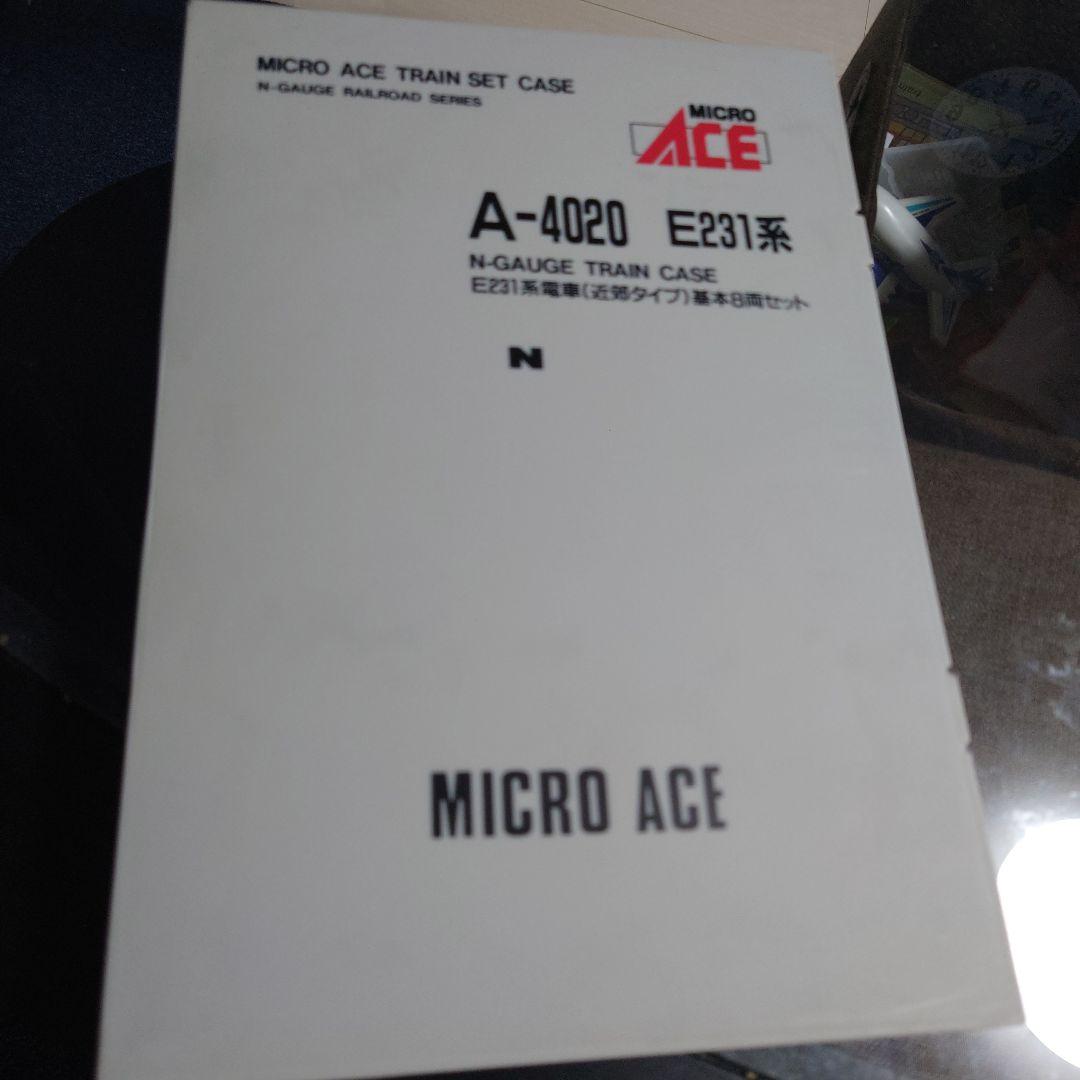 MICRO ACE TRAIN SET CASE
N-GAUGE RAILROAD SERIES
MICRO
ACE
A-4020 E231系
N-GAUGE TRAIN CASE
E231系電車(近郊タイプ)基本8両セット
N
MICRO ACE